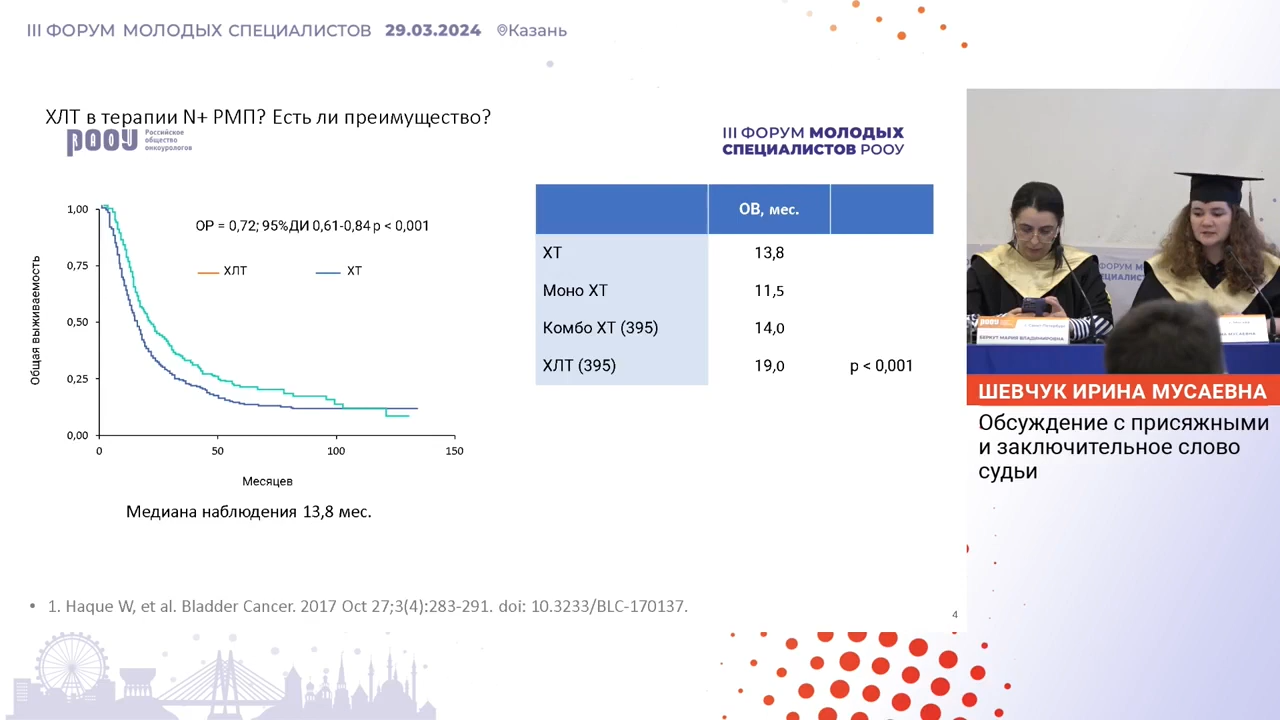 III ФОРУМ МОЛОДЫХ СПЕЦИАЛИСТОВ 29.03.2024 Казань
ХЛТ в терапии N+ РМП? Есть ли преимущество?
РООУ Российское общество онкоурологов
III ФОРУМ МОЛОДЫХ
СПЕЦИАЛИСТОВ РООУ
ОР = 0,72; 95%ДИ 0,61-0,84 p < 0,001
ХЛТ ХТ
Общая выживаемость
1,00
0,75
0,50
0,25
0,00
0 50 100 150
Месяцев
Медиана наблюдения 13,8 мес.
ОВ, мес.
ХТ 13,8
Моно ХТ 11,5
Комбо ХТ (395) 14,0
ХЛТ (395) 19,0 p < 0,001
• 1. Haque W, et al. Bladder Cancer. 2017 Oct 27;3(4):283-291. doi: 10.3233/BLC-170137.
4
БЕРКУТ МАРИЯ ВЛАДИМИРОВНА
ШЕВЧУК ИРИНА МУСАЕВНА
Обсуждение с присяжными
и заключительное слово
судьи